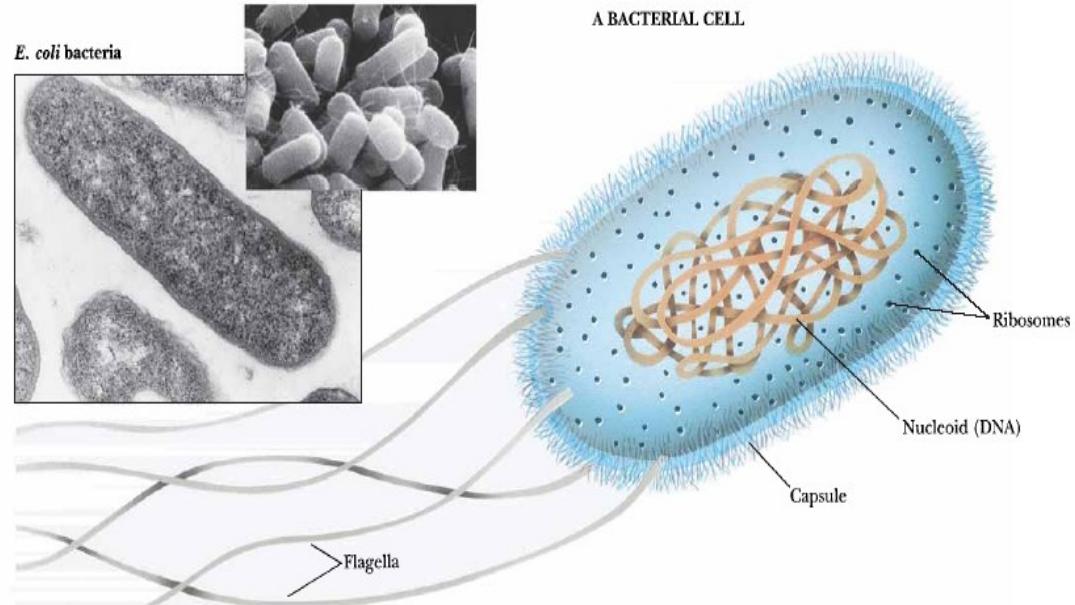 A BACTERIAL CELL
E. coli bacteria
Ribosomes
Nucleoid (DNA)
Capsule
Flagella